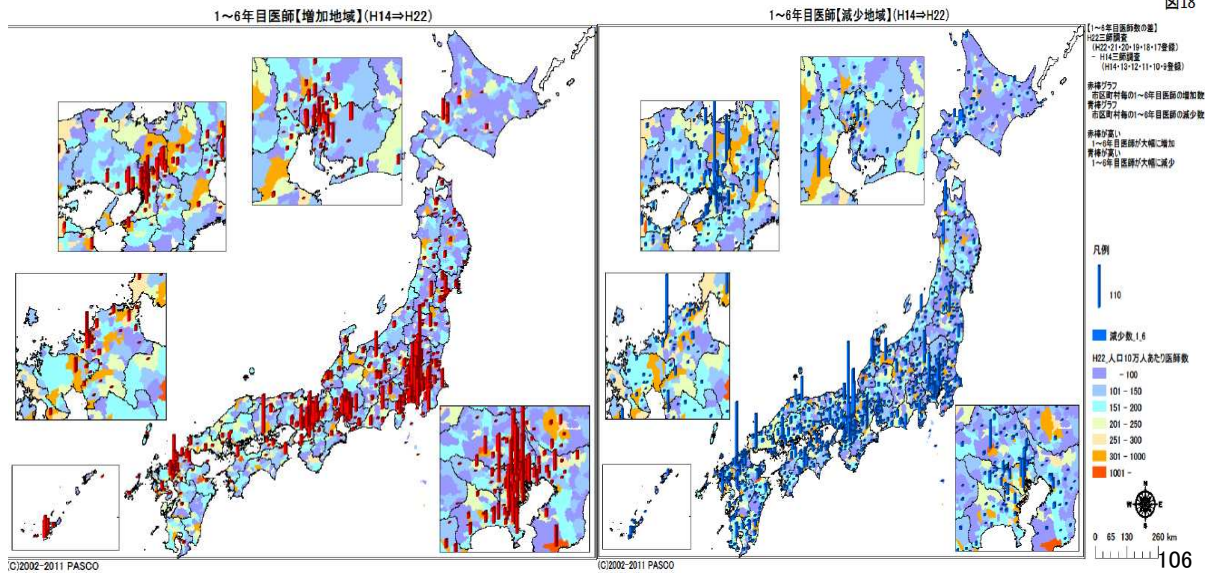 図18
1～6年目医師【増加地域】(H14⇒H22)
1～6年目医師【減少地域】(H14⇒H22)
【1～6年目医師数の差】
H22三師調査
(H22・21・20・19・18・17登録)
－ H14三師調査
(H14・13・12・11・10・9登録)
赤棒グラフ
市区町村毎の1～6年目医師の増加数
青棒グラフ
市区町村毎の1～6年目医師の減少数
赤棒が高い
1～6年目医師が大幅に増加
青棒が高い
1～6年目医師が大幅に減少
凡例
110
減少数_1_6
H22_人口10万人あたり医師数
- 100
101 - 150
151 - 200
201 - 250
251 - 300
301 - 1000
1001 -
N
W E
S
0 65 130 260 km
(C)2002-2011 PASCO
(C)2002-2011 PASCO
106